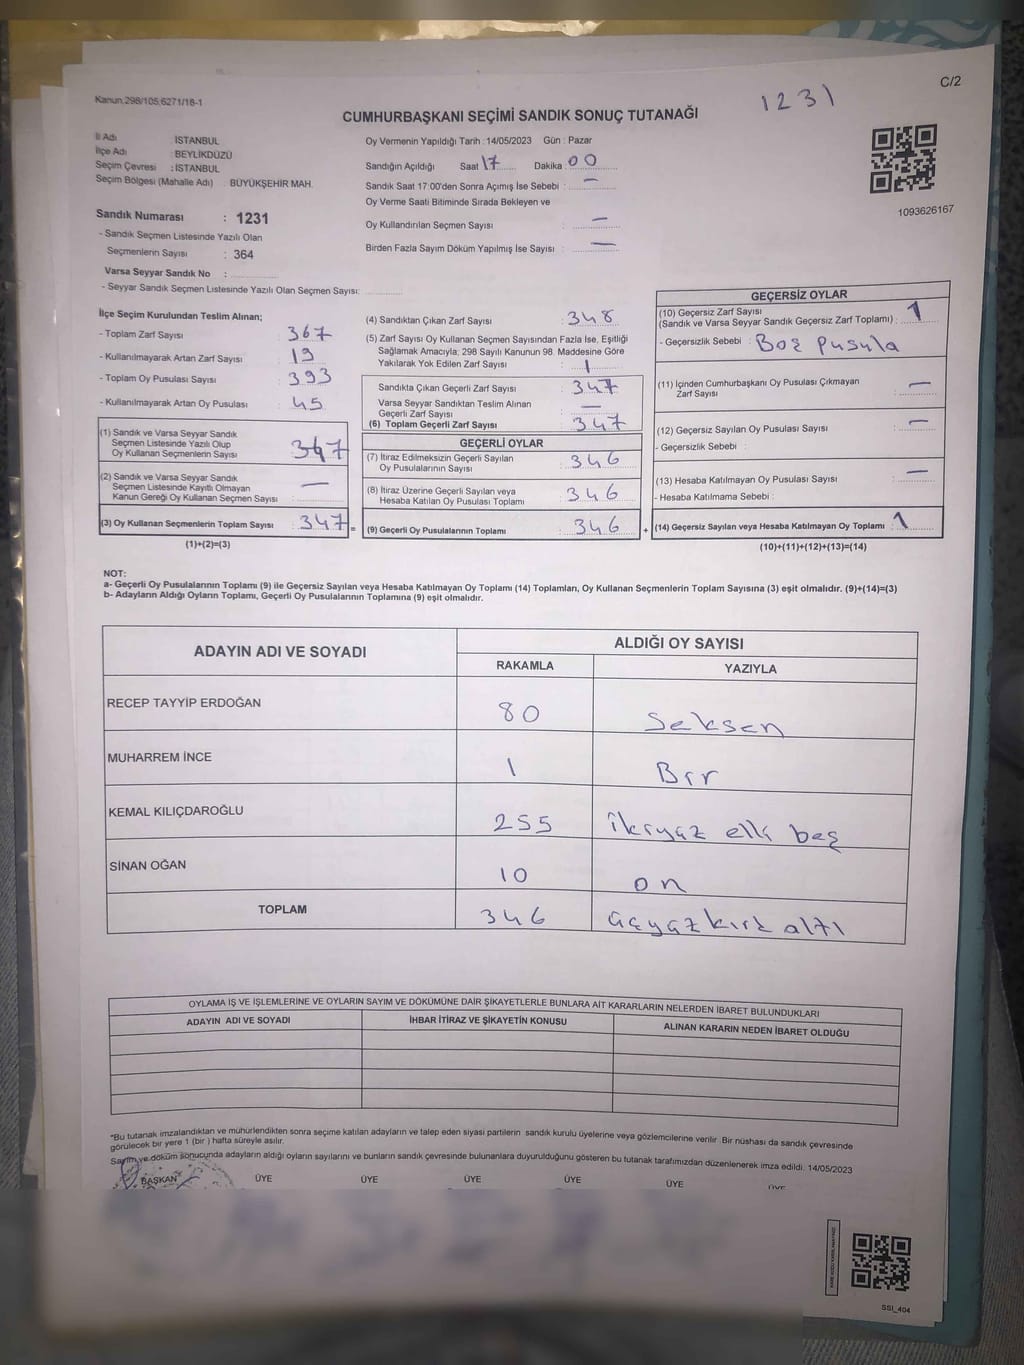 Kanun.298/105,6271/16-1
C/2
1231
CUMHURBAŞKANI SEÇİMİ SANDIK SONUÇ TUTANAĞI
İl Adı İSTANBUL
İlçe Adı : BEYLİKDÜZÜ
Seçim Çevresi : İSTANBUL
Seçim Bölgesi (Mahalle Adı) BÜYÜKŞEHİR MAH.
Oy Vermenin Yapıldığı Tarih : 14/05/2023 Gün : Pazar
Sandığın Açıldığı Saat 17 Dakika 00
Sandık Saat 17:00'den Sonra Açımış İse Sebebi : —
Oy Verme Saati Bitiminde Sırada Bekleyen ve
Oy Kullandırılan Seçmen Sayısı : —
Birden Fazla Sayım Döküm Yapılmış İse Sayısı : —
1093626167
Sandık Numarası : 1231
- Sandık Seçmen Listesinde Yazılı Olan
Seçmenlerin Sayısı : 364
Varsa Seyyar Sandık No :
- Seyyar Sandık Seçmen Listesinde Yazılı Olan Seçmen Sayısı:
İlçe Seçim Kurulundan Teslim Alınan;
- Toplam Zarf Sayısı : 367
- Kullanılmayarak Artan Zarf Sayısı : 19
- Toplam Oy Pusulası Sayısı : 393
- Kullanılmayarak Artan Oy Pusulası : 45
(1) Sandık ve Varsa Seyyar Sandık
Seçmen Listesinde Yazılı Olup
Oy Kullanan Seçmenlerin Sayısı : 347
(2) Sandık ve Varsa Seyyar Sandık
Seçmen Listesinde Kayıtlı Olmayan
Kanun Gereği Oy Kullanan Seçmen Sayısı : —
(3) Oy Kullanan Seçmenlerin Toplam Sayısı : 347 =
(1)+(2)=(3)
(4) Sandıktan Çıkan Zarf Sayısı : 348
(5) Zarf Sayısı Oy Kullanan Seçmen Sayısından Fazla İse, Eşitliği
Sağlamak Amacıyla; 298 Sayılı Kanunun 98. Maddesine Göre
Yakılarak Yok Edilen Zarf Sayısı : 1
Sandıkta Çıkan Geçerli Zarf Sayısı : 347
Varsa Seyyar Sandıktan Teslim Alınan
Geçerli Zarf Sayısı : —
(6) Toplam Geçerli Zarf Sayısı : 347
GEÇERLİ OYLAR
(7) İtiraz Edilmeksizin Geçerli Sayılan
Oy Pusulalarının Sayısı : 346
(8) İtiraz Üzerine Geçerli Sayılan veya
Hesaba Katılan Oy Pusulası Toplamı : 346
(9) Geçerli Oy Pusulalarının Toplamı : 346 +
GEÇERSİZ OYLAR
(10) Geçersiz Zarf Sayısı
(Sandık ve Varsa Seyyar Sandık Geçersiz Zarf Toplamı) : 1
- Geçersizlik Sebebi : Boş Pusula
(11) İçinden Cumhurbaşkanı Oy Pusulası Çıkmayan
Zarf Sayısı : —
(12) Geçersiz Sayılan Oy Pusulası Sayısı : —
- Geçersizlik Sebebi :
(13) Hesaba Katılmayan Oy Pusulası Sayısı : —
- Hesaba Katılmama Sebebi :
(14) Geçersiz Sayılan veya Hesaba Katılmayan Oy Toplamı : 1
(10)+(11)+(12)+(13)=(14)
NOT:
a- Geçerli Oy Pusulalarının Toplamı (9) ile Geçersiz Sayılan veya Hesaba Katılmayan Oy Toplamı (14) Toplamları, Oy Kullanan Seçmenlerin Toplam Sayısına (3) eşit olmalıdır. (9)+(14)=(3)
b- Adayların Aldığı Oyların Toplamı, Geçerli Oy Pusulalarının Toplamına (9) eşit olmalıdır.
ADAYIN ADI VE SOYADI
ALDIĞI OY SAYISI
RAKAMLA YAZIYLA
RECEP TAYYİP ERDOĞAN 80 Seksen
MUHARREM İNCE 1 Bir
KEMAL KILIÇDAROĞLU 255 ikiyüz elli beş
SİNAN OĞAN 10 on
TOPLAM 346 üçyüz kırk altı
OYLAMA İŞ VE İŞLEMLERİNE VE OYLARIN SAYIM VE DÖKÜMÜNE DAİR ŞİKAYETLERLE BUNLARA AİT KARARLARIN NELERDEN İBARET BULUNDUKLARI
ADAYIN ADI VE SOYADI İHBAR İTİRAZ VE ŞİKAYETİN KONUSU ALINAN KARARIN NEDEN İBARET OLDUĞU
*Bu tutanak imzalandıktan ve mühürlendikten sonra seçime katılan adayların ve talep eden siyasi partilerin sandık kurulu üyelerine veya gözlemcilerine verilir. Bir nüshası da sandık çevresinde
görülecek bir yere 1 (bir ) hafta süreyle asılır.
Sayım ve döküm sonucunda adayların aldığı oyların sayılarını ve bunların sandık çevresinde bulunanlara duyurulduğunu gösteren bu tutanak tarafımızdan düzenlenerek imza edildi. 14/05/2023
BAŞKAN ÜYE ÜYE ÜYE ÜYE ÜYE ÜYE
SSI_404